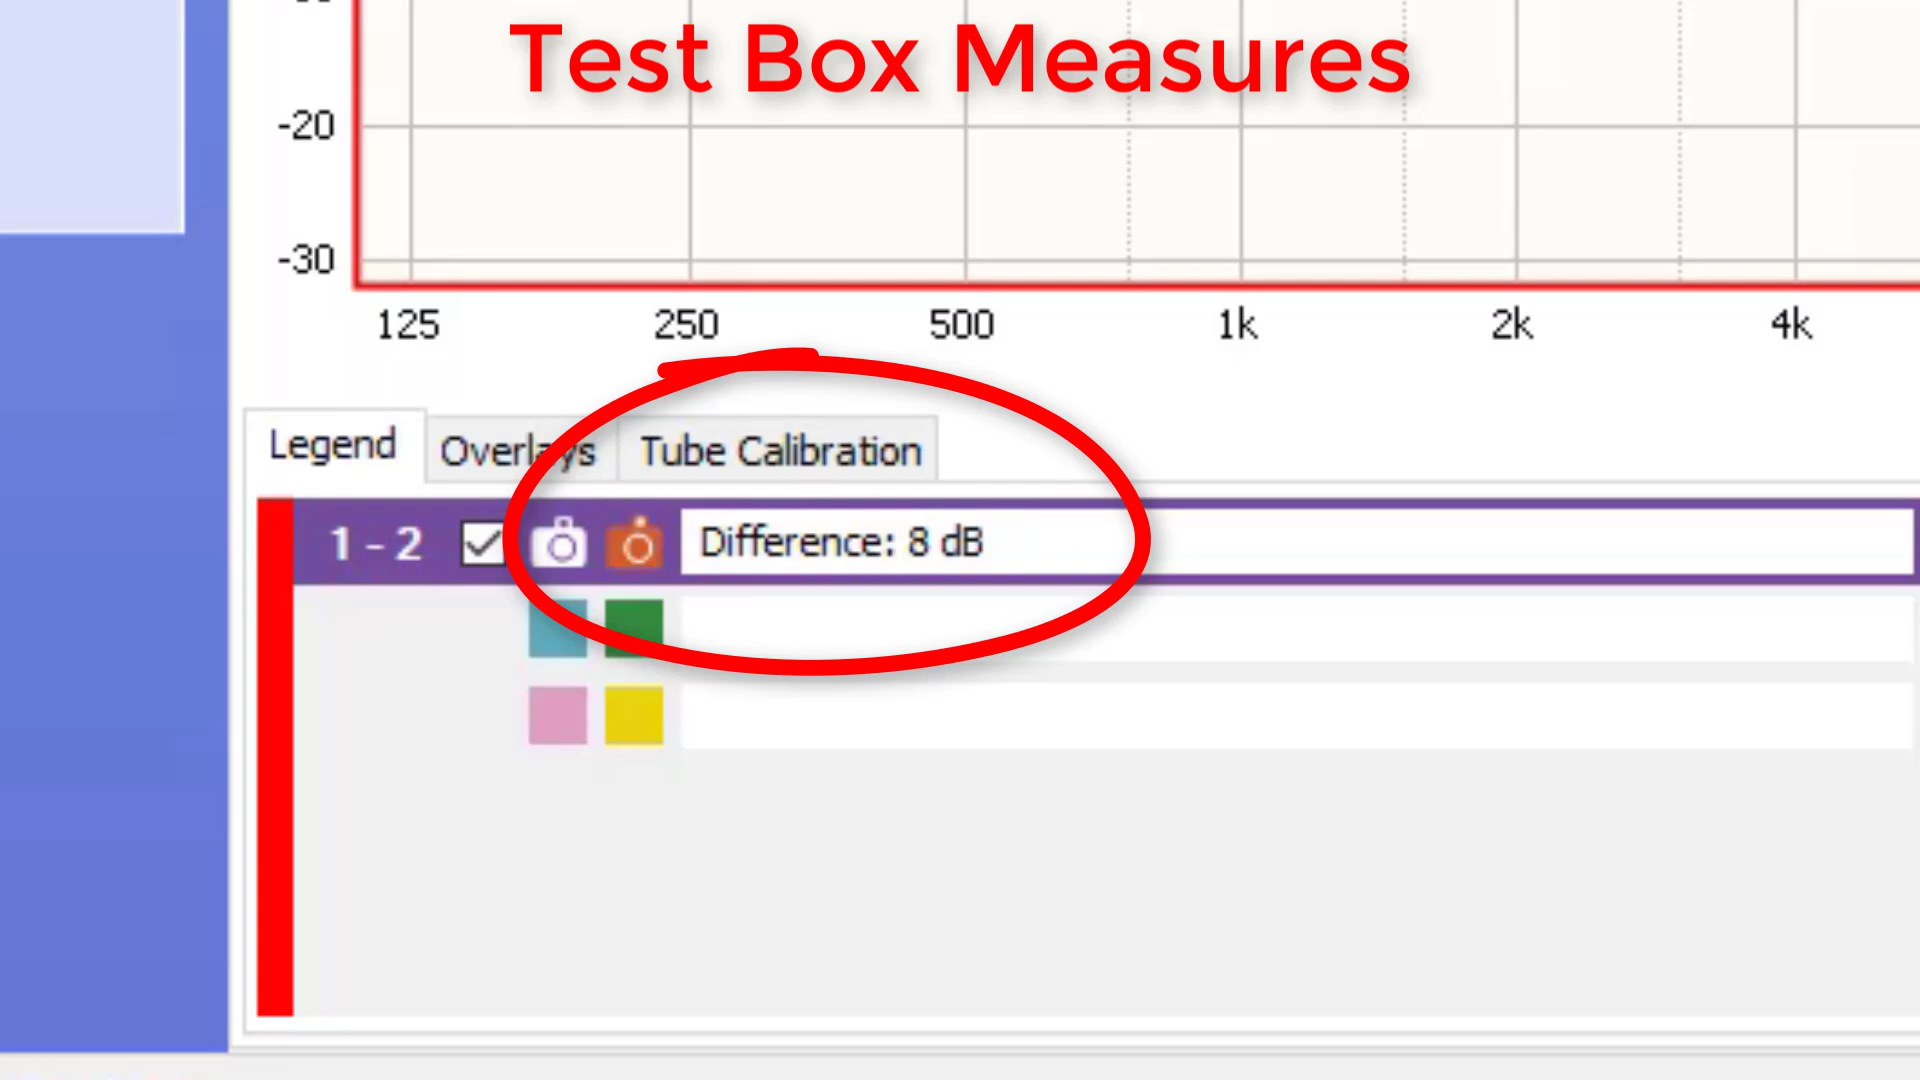 Test Box Measures
-20
-30
125 250 500 1k 2k 4k
Legend Overlays Tube Calibration
1 - 2 Difference: 8 dB